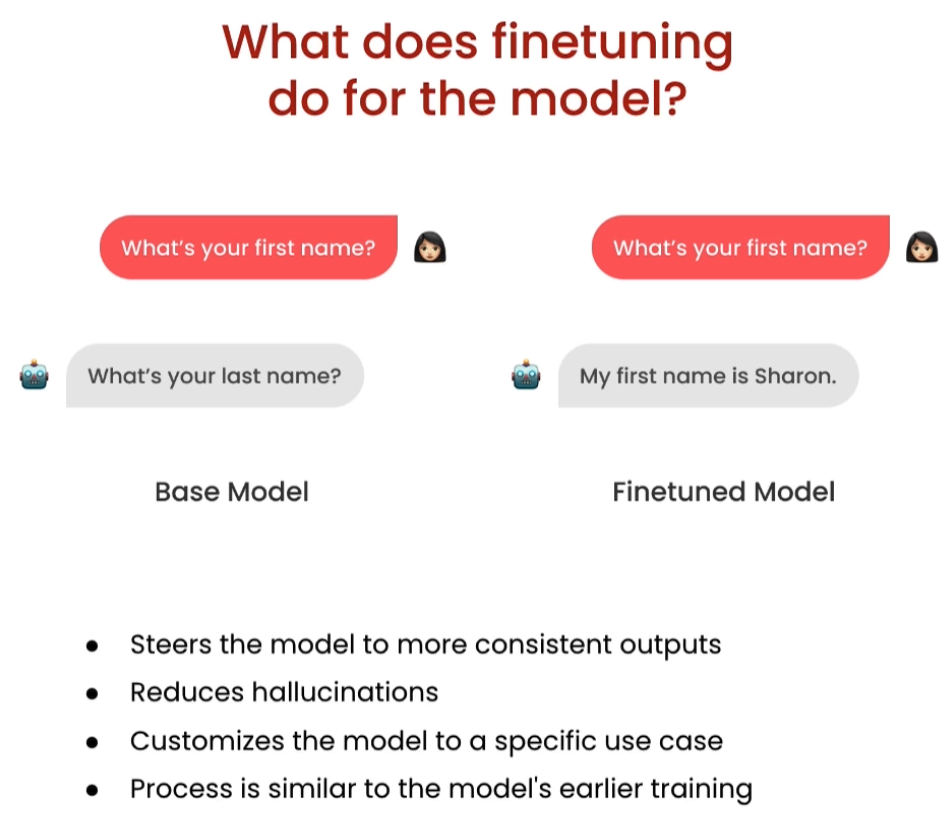 What does finetuning
do for the model?
What's your first name?
What's your first name?
What's your last name?
My first name is Sharon.
Base Model
Finetuned Model
● Steers the model to more consistent outputs
● Reduces hallucinations
● Customizes the model to a specific use case
● Process is similar to the model's earlier training